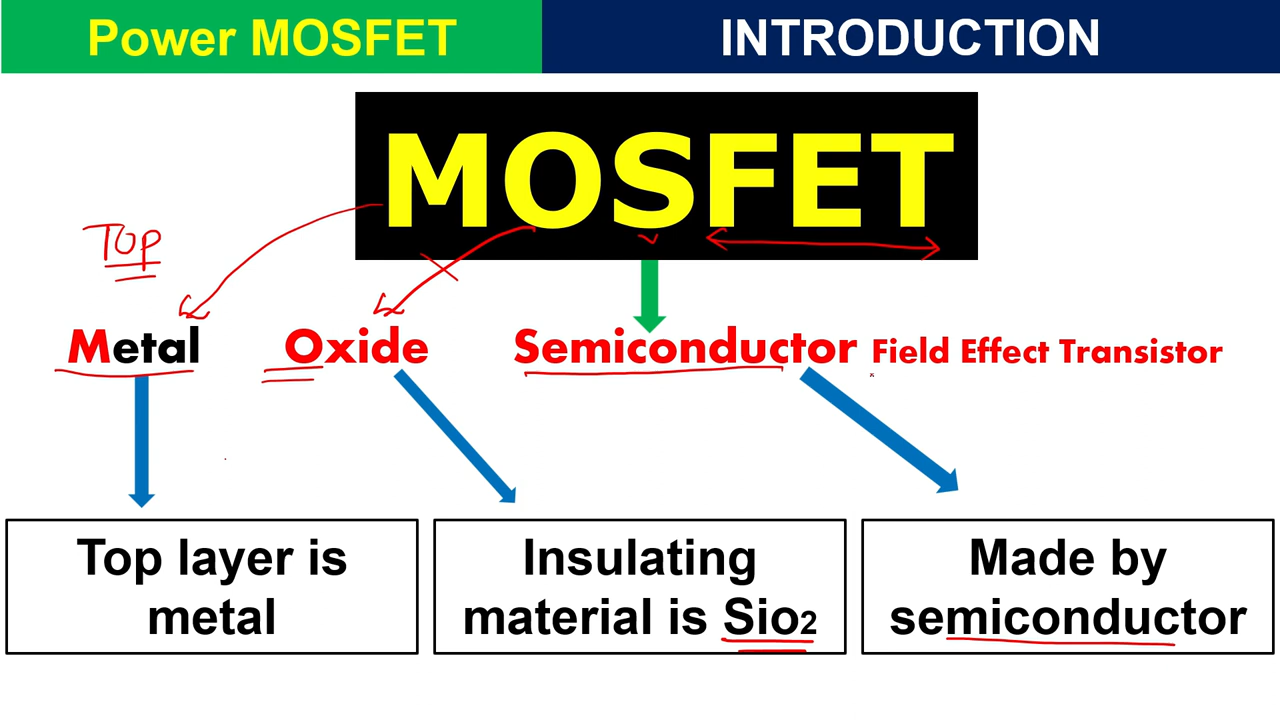 Power MOSFET
INTRODUCTION
MOSFET
TOP
Metal
Oxide
Semiconductor Field Effect Transistor
Top layer is
metal
Insulating
material is Sio2
Made by
semiconductor